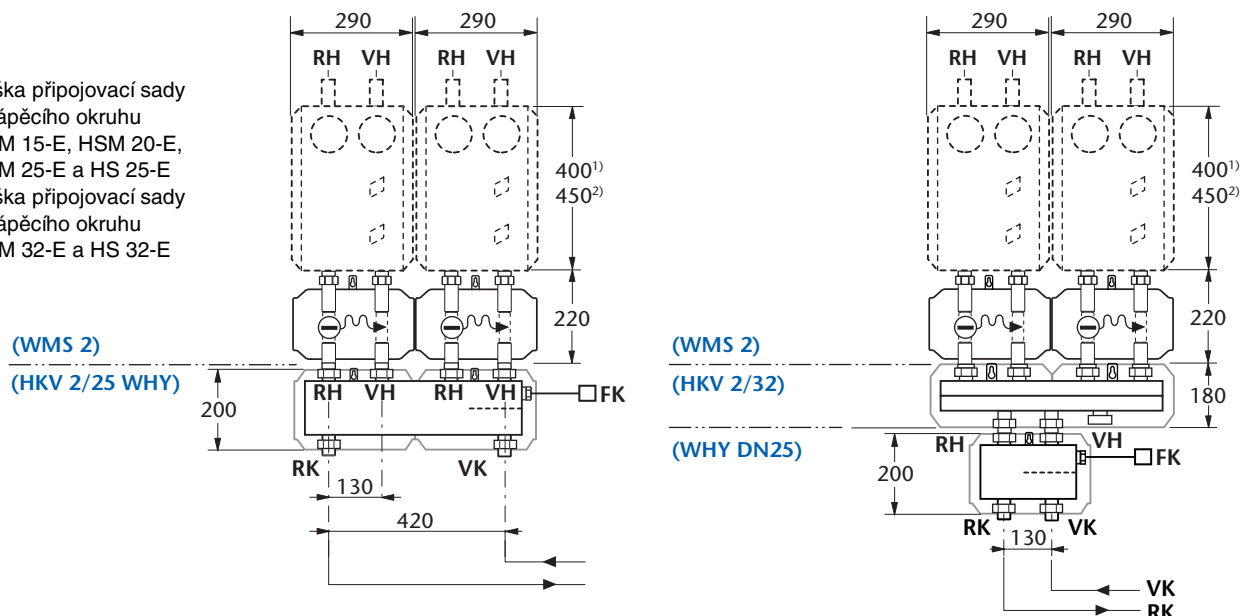 290 290
RH VH RH VH
ška připojovací sady
ápěcího okruhu
M 15-E, HSM 20-E,
M 25-E a HS 25-E
ška připojovací sady
ápěcího okruhu
M 32-E a HS 32-E
400¹⁾
450²⁾
220
(WMS 2)
(HKV 2/25 WHY)
RH VH RH VH
FK
200
RK VK
130
420
290 290
RH VH RH VH
400¹⁾
450²⁾
220
(WMS 2)
(HKV 2/32)
180
RH VH
(WHY DN25)
FK
200
RK VK
130
VK
RK